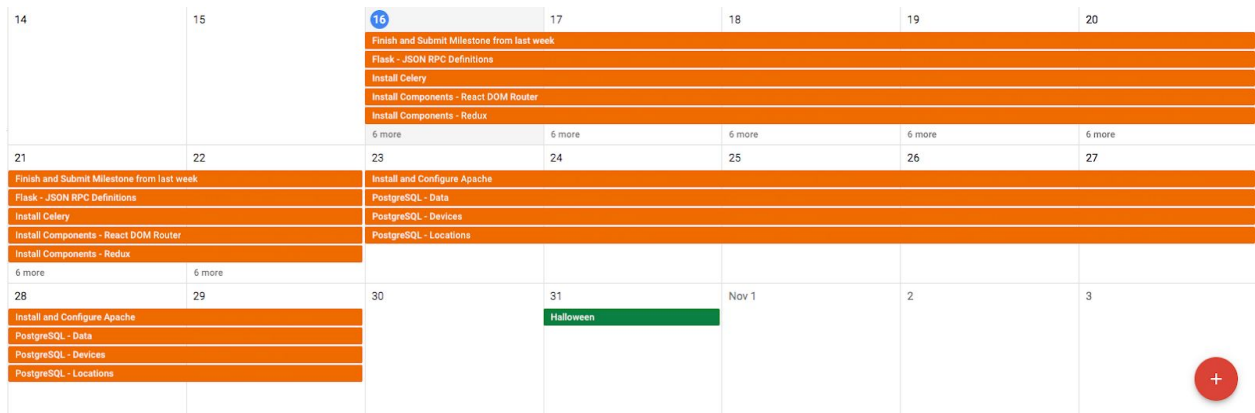 14 15 16 17 18 19 20
Finish and Submit Milestone from last week
Flask - JSON RPC Definitions
Install Celery
Install Components - React DOM Router
Install Components - Redux
6 more 6 more 6 more 6 more 6 more
21 22 23 24 25 26 27
Finish and Submit Milestone from last week Install and Configure Apache
Flask - JSON RPC Definitions PostgreSQL - Data
Install Celery PostgreSQL - Devices
Install Components - React DOM Router PostgreSQL - Locations
Install Components - Redux
6 more 6 more
28 29 30 31 Nov 1 2 3
Install and Configure Apache Halloween
PostgreSQL - Data
PostgreSQL - Devices
PostgreSQL - Locations
+